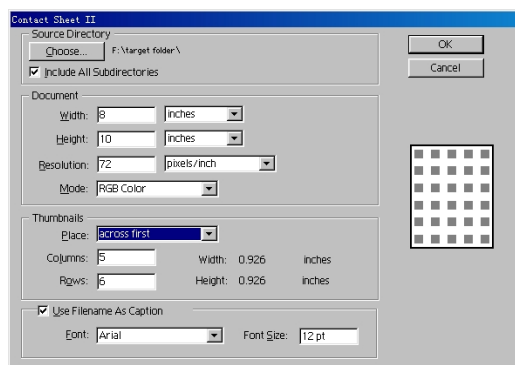 Contact Sheet II
Source Directory
Choose... F:\target folder\
Include All Subdirectories
OK
Cancel
Document
Width: 8 inches
Height: 10 inches
Resolution: 72 pixels/inch
Mode: RGB Color
Thumbnails
Place: across first
Columns: 5 Width: 0.926 inches
Rows: 6 Height: 0.926 inches
Use Filename As Caption
Font: Arial Font Size: 12 pt